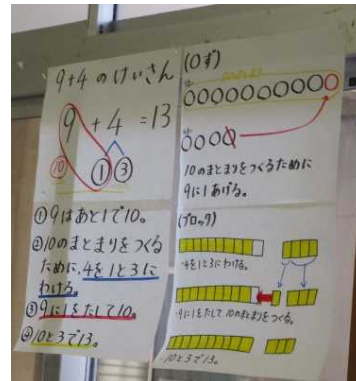 9+4のけいさん
9+4=13
10
1 3
①9はあと1で10。
②10のまとまりをつくる
ために、4を1と3に
わける。
③9に1をたして10。
④10と3で13。
(○ず)
10のまとまりをつくるために
9に1あげる。
(ブロック)
・4を1と3にわける。
・9に1をたして10のまとまりをつくる。
・10と3で13。